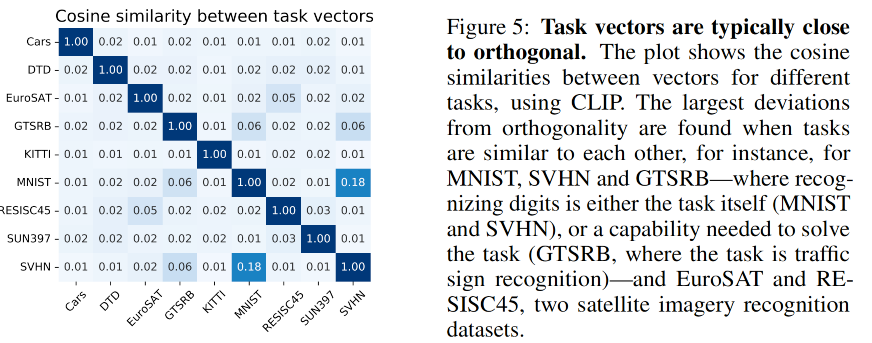 Cosine similarity between task vectors
Cars 1.00 0.02 0.01 0.02 0.01 0.01 0.01 0.02 0.01
DTD 0.02 1.00 0.02 0.02 0.01 0.02 0.02 0.02 0.01
EuroSAT 0.01 0.02 1.00 0.02 0.01 0.02 0.05 0.02 0.02
GTSRB 0.02 0.02 0.02 1.00 0.01 0.06 0.02 0.02 0.06
KITTI 0.01 0.01 0.01 0.01 1.00 0.01 0.02 0.02 0.01
MNIST 0.01 0.02 0.02 0.06 0.01 1.00 0.02 0.01 0.18
RESISC45 0.01 0.02 0.05 0.02 0.02 0.02 1.00 0.03 0.01
SUN397 0.02 0.02 0.02 0.02 0.02 0.01 0.03 1.00 0.01
SVHN 0.01 0.01 0.02 0.06 0.01 0.18 0.01 0.01 1.00
Cars DTD EuroSAT GTSRB KITTI MNIST RESISC45 SUN397 SVHN
Figure 5: Task vectors are typically close
to orthogonal. The plot shows the cosine
similarities between vectors for different
tasks, using CLIP. The largest deviations
from orthogonality are found when tasks
are similar to each other, for instance, for
MNIST, SVHN and GTSRB—where recog-
nizing digits is either the task itself (MNIST
and SVHN), or a capability needed to solve
the task (GTSRB, where the task is traffic
sign recognition)—and EuroSAT and RE-
SISC45, two satellite imagery recognition
datasets.